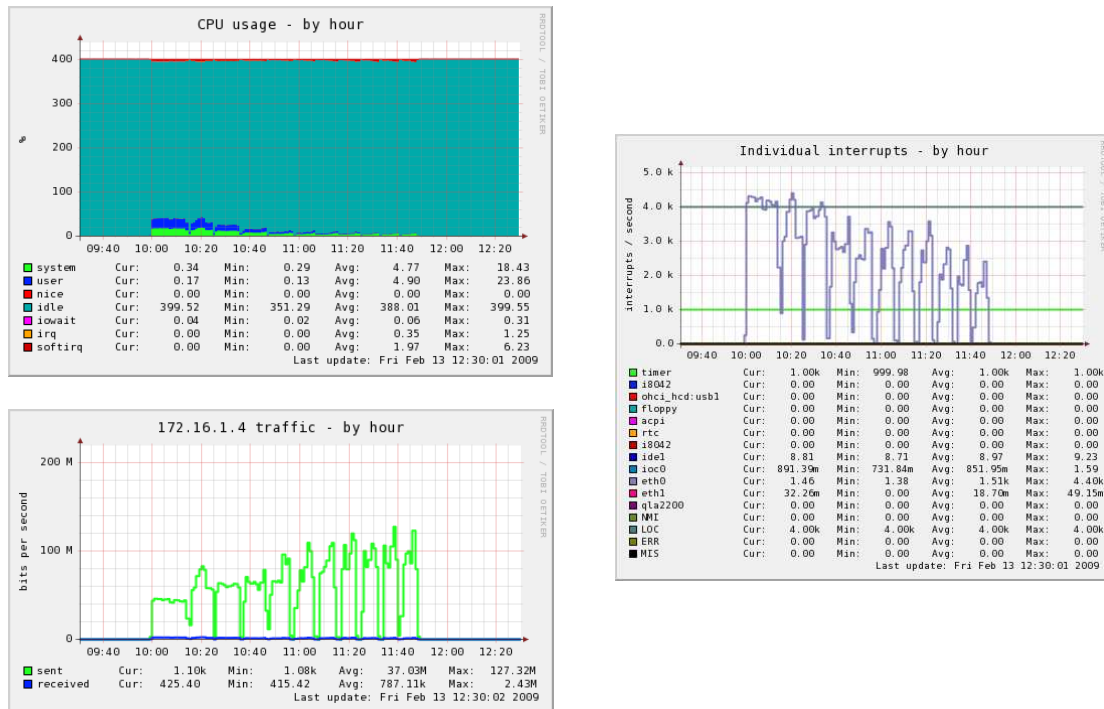 CPU usage - by hour
RRDTOOL / TOBI OETIKER
%
400
300
200
100
0
09:40 10:00 10:20 10:40 11:00 11:20 11:40 12:00 12:20
system Cur: 0.34 Min: 0.29 Avg: 4.77 Max: 18.43
user Cur: 0.17 Min: 0.13 Avg: 4.90 Max: 23.86
nice Cur: 0.00 Min: 0.00 Avg: 0.00 Max: 0.00
idle Cur: 399.52 Min: 351.29 Avg: 388.01 Max: 399.55
iowait Cur: 0.04 Min: 0.02 Avg: 0.06 Max: 0.31
irq Cur: 0.00 Min: 0.00 Avg: 0.35 Max: 1.25
softirq Cur: 0.00 Min: 0.00 Avg: 1.97 Max: 6.23
Last update: Fri Feb 13 12:30:01 2009
172.16.1.4 traffic - by hour
RRDTOOL / TOBI OETIKER
bits per second
200 M
100 M
0
09:40 10:00 10:20 10:40 11:00 11:20 11:40 12:00 12:20
sent Cur: 1.10k Min: 1.08k Avg: 37.03M Max: 127.32M
received Cur: 425.40 Min: 415.42 Avg: 787.11k Max: 2.43M
Last update: Fri Feb 13 12:30:02 2009
Individual interrupts - by hour
RRDTOOL / TOBI OETIKER
interrupts / second
5.0 k
4.0 k
3.0 k
2.0 k
1.0 k
0.0
09:40 10:00 10:20 10:40 11:00 11:20 11:40 12:00 12:20
timer Cur: 1.00k Min: 999.98 Avg: 1.00k Max: 1.00k
i8042 Cur: 0.00 Min: 0.00 Avg: 0.00 Max: 0.00
ohci_hcd:usb1 Cur: 0.00 Min: 0.00 Avg: 0.00 Max: 0.00
floppy Cur: 0.00 Min: 0.00 Avg: 0.00 Max: 0.00
acpi Cur: 0.00 Min: 0.00 Avg: 0.00 Max: 0.00
rtc Cur: 0.00 Min: 0.00 Avg: 0.00 Max: 0.00
i8042 Cur: 0.00 Min: 0.00 Avg: 0.00 Max: 0.00
ide1 Cur: 8.81 Min: 8.71 Avg: 8.97 Max: 9.23
ioc0 Cur: 891.39m Min: 731.84m Avg: 851.95m Max: 1.59
eth0 Cur: 1.46 Min: 1.38 Avg: 1.51k Max: 4.40k
eth1 Cur: 32.26m Min: 0.00 Avg: 18.70m Max: 49.15m
qla2200 Cur: 0.00 Min: 0.00 Avg: 0.00 Max: 0.00
NMI Cur: 0.00 Min: 0.00 Avg: 0.00 Max: 0.00
LOC Cur: 4.00k Min: 4.00k Avg: 4.00k Max: 4.00k
ERR Cur: 0.00 Min: 0.00 Avg: 0.00 Max: 0.00
MIS Cur: 0.00 Min: 0.00 Avg: 0.00 Max: 0.00
Last update: Fri Feb 13 12:30:01 2009